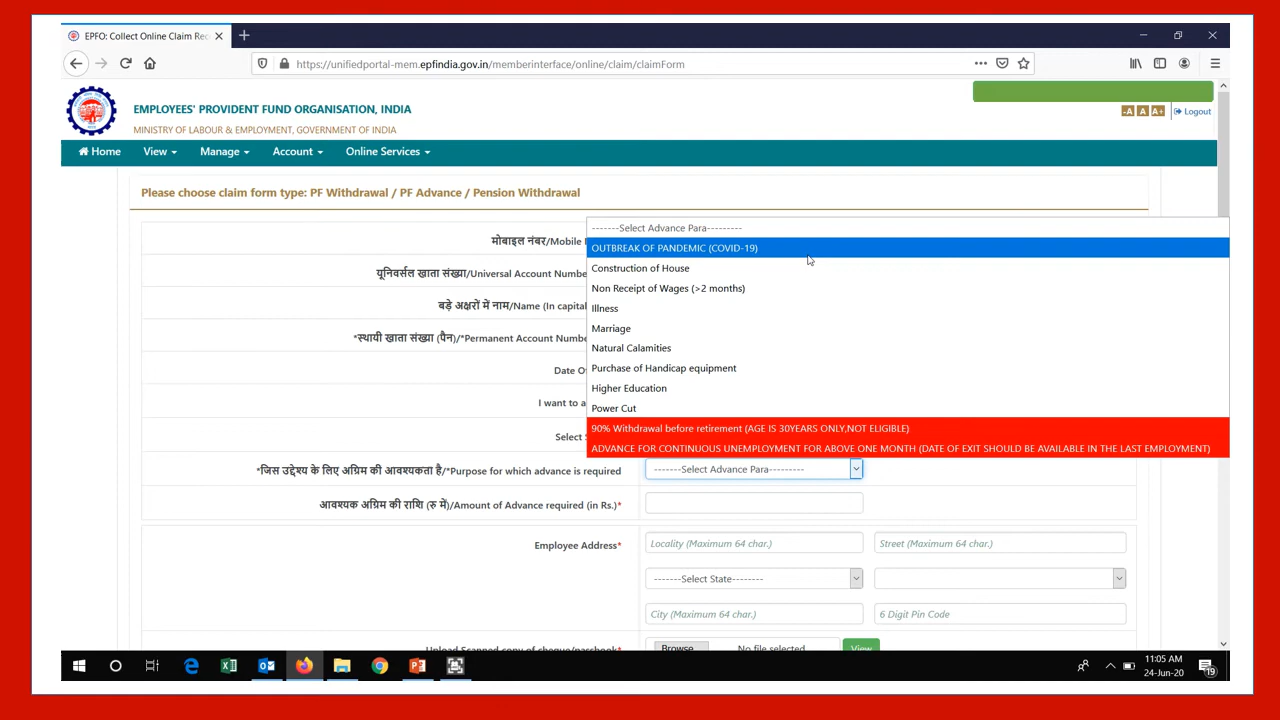 EPFO: Collect Online Claim Re
https://unifiedportal-mem.epfindia.gov.in/memberinterface/online/claim/claimForm
EMPLOYEES' PROVIDENT FUND ORGANISATION, INDIA
MINISTRY OF LABOUR & EMPLOYMENT, GOVERNMENT OF INDIA
-A A A+ Logout
Home View Manage Account Online Services
Please choose claim form type: PF Withdrawal / PF Advance / Pension Withdrawal
-------Select Advance Para---------
मोबाइल नंबर/Mobile
OUTBREAK OF PANDEMIC (COVID-19)
यूनिवर्सल खाता संख्या/Universal Account Numbe
Construction of House
Non Receipt of Wages (>2 months)
बड़े अक्षरों में नाम/Name (In capital
Illness
Marriage
*स्थायी खाता संख्या (पैन)/*Permanent Account Numbe
Natural Calamities
Date O
Purchase of Handicap equipment
Higher Education
I want to a
Power Cut
90% Withdrawal before retirement (AGE IS 30YEARS ONLY,NOT ELIGIBLE)
Select
ADVANCE FOR CONTINUOUS UNEMPLOYMENT FOR ABOVE ONE MONTH (DATE OF EXIT SHOULD BE AVAILABLE IN THE LAST EMPLOYMENT)
*जिस उद्देश्य के लिए अग्रिम की आवश्यकता है/*Purpose for which advance is required -------Select Advance Para---------
आवश्यक अग्रिम की राशि (रु में)/Amount of Advance required (in Rs.)*
Employee Address* Locality (Maximum 64 char.) Street (Maximum 64 char.)
-------Select State--------
City (Maximum 64 char.) 6 Digit Pin Code
Upload Scanned copy of cheque/passbook* Browse... No file selected. View
11:05 AM
24-Jun-20
19